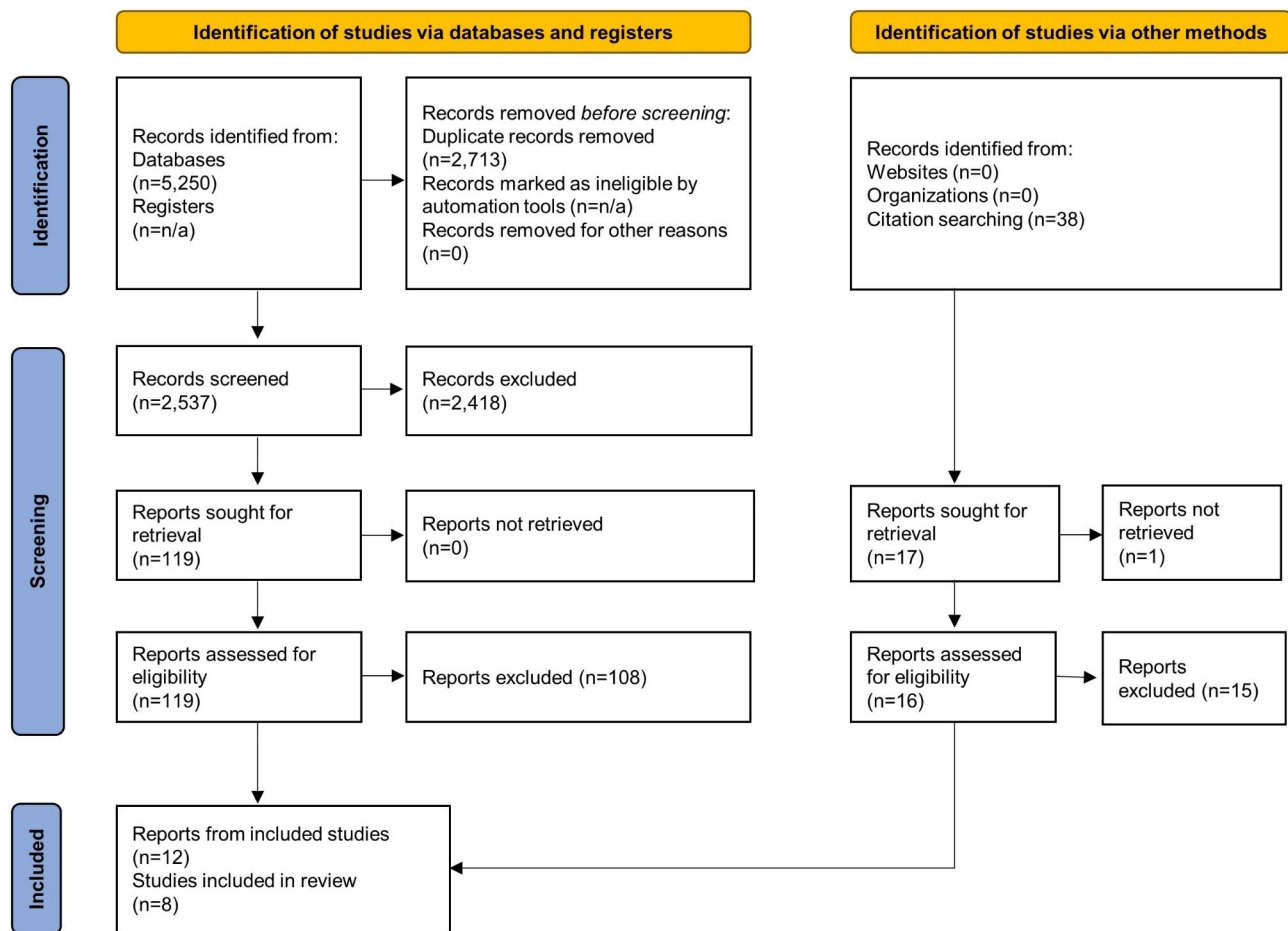 Identification of studies via databases and registers
Identification of studies via other methods
Identification
Records identified from:
Databases
(n=5,250)
Registers
(n=n/a)
Records removed before screening:
Duplicate records removed
(n=2,713)
Records marked as ineligible by
automation tools (n=n/a)
Records removed for other reasons
(n=0)
Records identified from:
Websites (n=0)
Organizations (n=0)
Citation searching (n=38)
Screening
Records screened
(n=2,537)
Records excluded
(n=2,418)
Reports sought for
retrieval
(n=119)
Reports not retrieved
(n=0)
Reports sought for
retrieval
(n=17)
Reports not
retrieved
(n=1)
Reports assessed for
eligibility
(n=119)
Reports excluded (n=108)
Reports assessed
for eligibility
(n=16)
Reports
excluded (n=15)
Included
Reports from included studies
(n=12)
Studies included in review
(n=8)